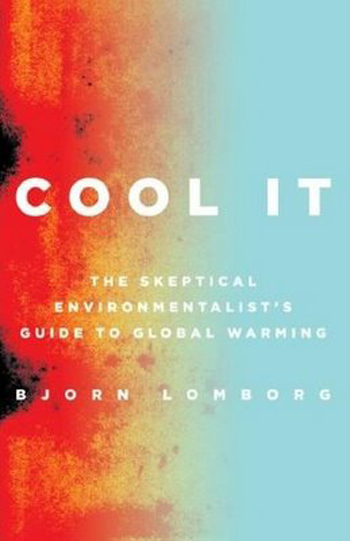 COOL IT
THE SKEPTICAL
ENVIRONMENTALIST'S
GUIDE TO GLOBAL WARMING
BJORN LOMBORG